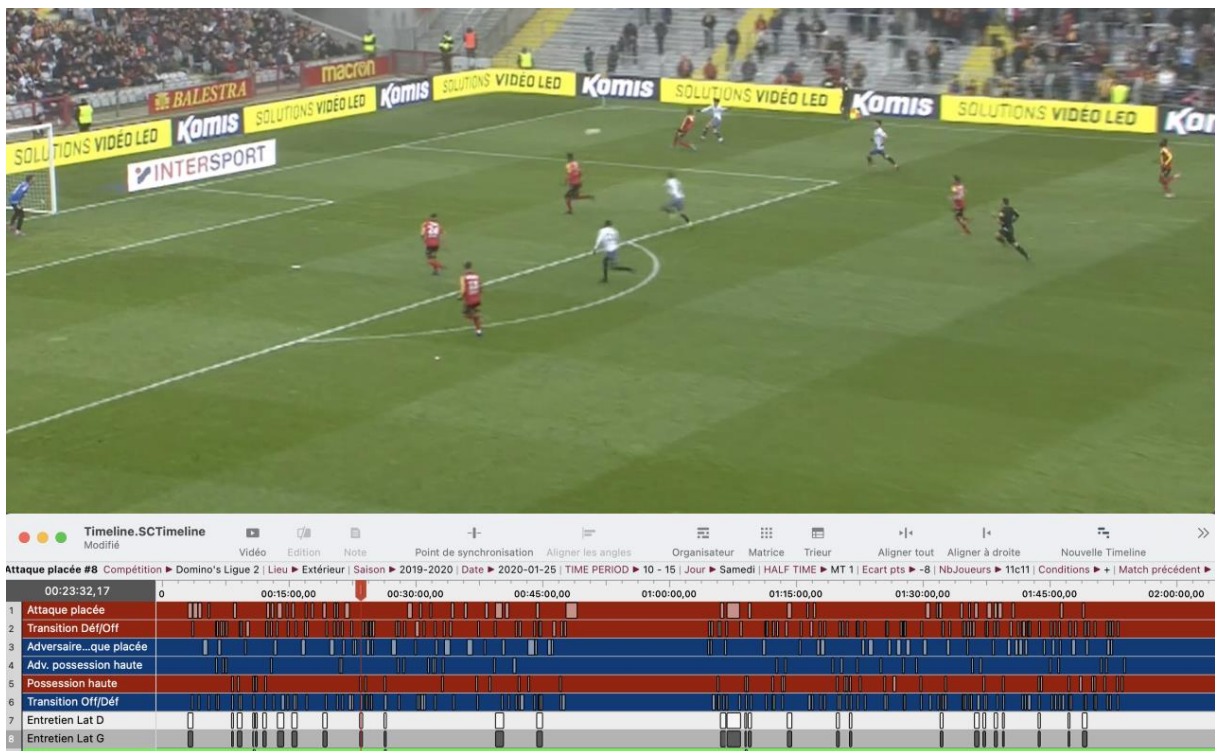 macron
BALESTRA
SOLUTIONS VIDÉO LED Komis SOLUTIONS VIDÉO LED Komis SOLUTIONS VIDÉO LED Komis SOLUTIONS VIDÉO LED Komis SOLUTIONS VIDÉO LED Kor
INTERSPORT
24
Timeline.SCTimeline
Modifié
Vidéo Edition Note Point de synchronisation Aligner les angles Organisateur Matrice Trieur Aligner tout Aligner à droite Nouvelle Timeline
Attaque placée #8 Compétition ▶ Domino's Ligue 2 | Lieu ▶ Extérieur | Saison ▶ 2019-2020 | Date ▶ 2020-01-25 | TIME PERIOD ▶ 10 - 15 | Jour ▶ Samedi | HALF TIME ▶ MT 1 | Ecart pts ▶ -8 | NbJoueurs ▶ 11c11 | Conditions ▶ + | Match précédent ▶
00:23:32,17 0 00:15:00,00 00:30:00,00 00:45:00,00 01:00:00,00 01:15:00,00 01:30:00,00 01:45:00,00 02:00:00,00
1 Attaque placée
2 Transition Déf/Off
3 Adversaire...que placée
4 Adv. possession haute
5 Possession haute
6 Transition Off/Déf
7 Entretien Lat D
8 Entretien Lat G